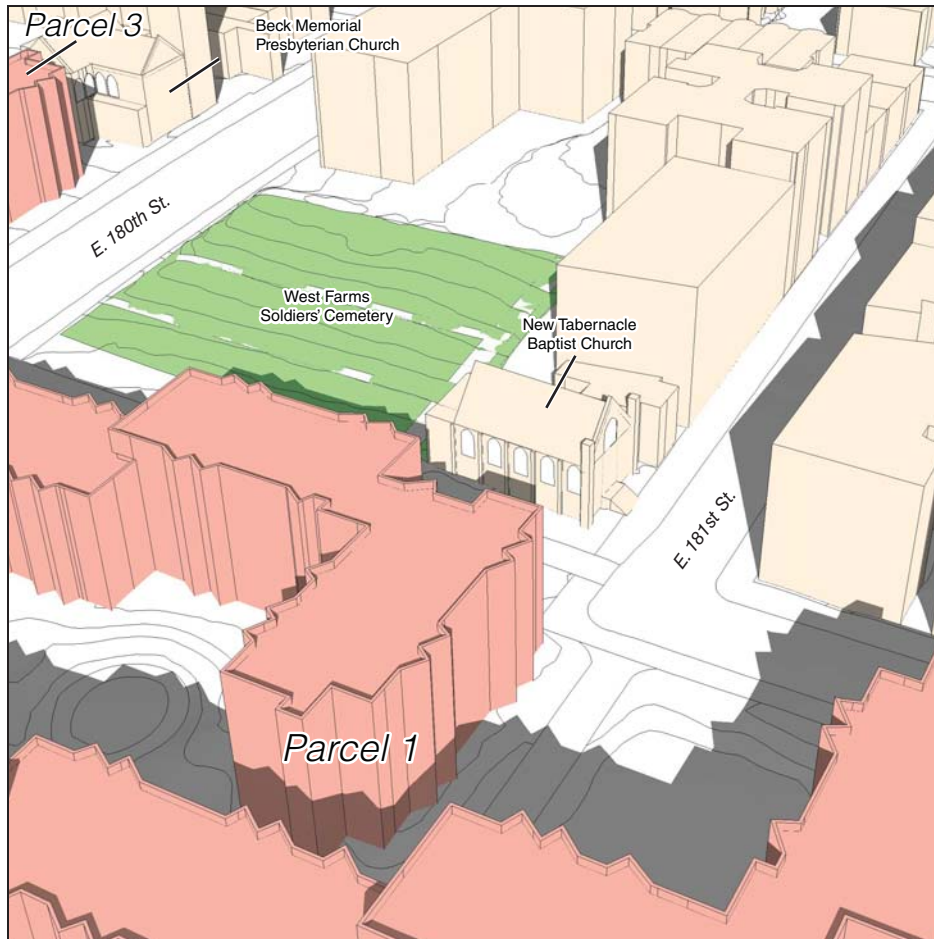 Parcel 3
Beck Memorial
Presbyterian Church
E. 180th St.
West Farms
Soldiers' Cemetery
New Tabernacle
Baptist Church
E. 181st St.
Parcel 1